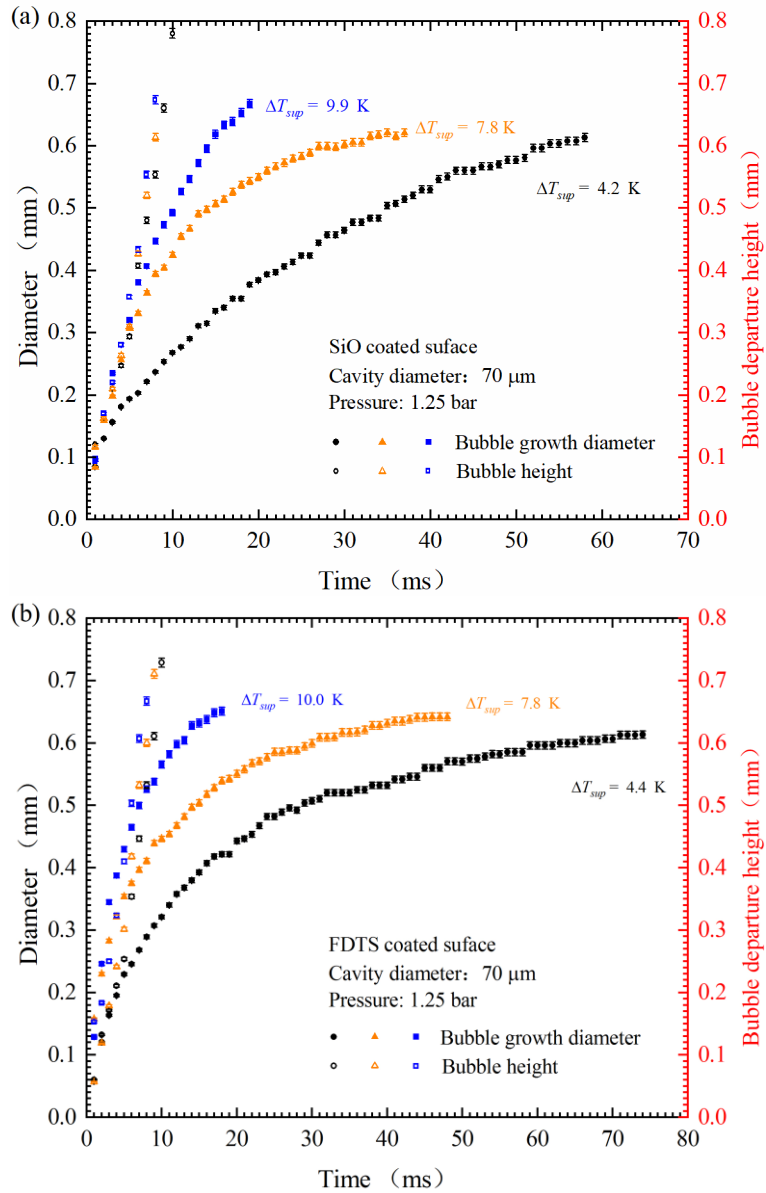 (a)
0.8
0.7
0.6
0.5
0.4
0.3
0.2
0.1
0.0
Diameter （mm）
ΔTsup = 9.9 K
ΔTsup = 7.8 K
ΔTsup = 4.2 K
SiO coated suface
Cavity diameter：70 μm
Pressure: 1.25 bar
Bubble growth diameter
Bubble height
0.8
0.7
0.6
0.5
0.4
0.3
0.2
0.1
0.0
Bubble departure height（mm）
0 10 20 30 40 50 60 70
Time （ms）
(b)
0.8
0.7
0.6
0.5
0.4
0.3
0.2
0.1
0.0
Diameter （mm）
ΔTsup = 10.0 K
ΔTsup = 7.8 K
ΔTsup = 4.4 K
FDTS coated suface
Cavity diameter：70 μm
Pressure: 1.25 bar
Bubble growth diameter
Bubble height
0.8
0.7
0.6
0.5
0.4
0.3
0.2
0.1
0.0
Bubble departure height（mm）
0 10 20 30 40 50 60 70 80
Time （ms）